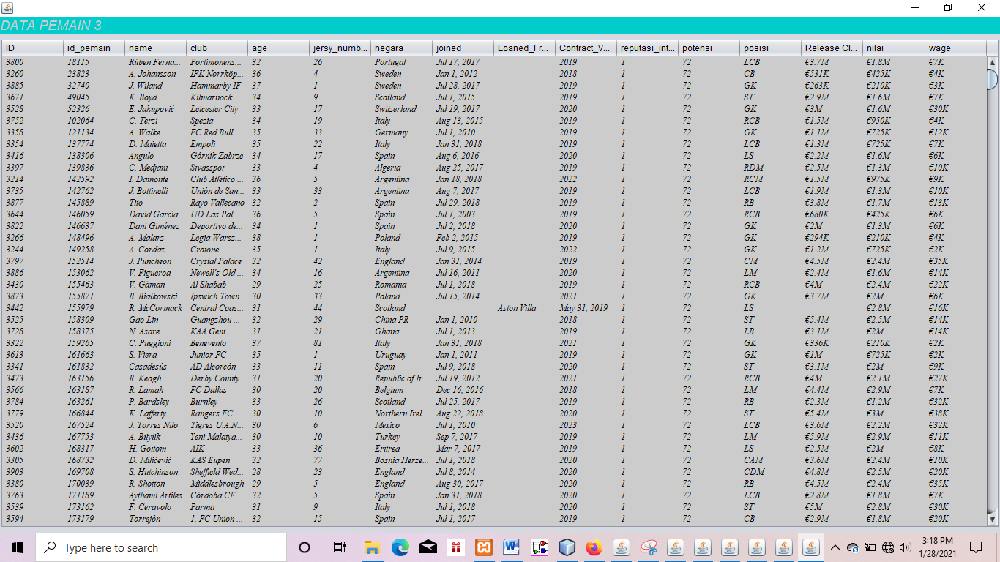 DATA PEMAIN 3
ID id_pemain name club age jersy_numb... negara joined Loaned_Fr... Contract_V... reputasi_int... potensi posisi Release Cl... nilai wage
3800 18115 Rúben Ferna... Portimonens... 32 26 Portugal Jul 17, 2017 2019 1 72 LCB €3.7M €1.8M €7K
3260 23823 A. Johansson IFK Norrköp... 36 4 Sweden Jan 1, 2012 2018 1 72 CB €531K €425K €4K
3885 32740 J. Wiland Hammarby IF 37 1 Sweden Jul 28, 2017 2019 1 72 GK €263K €210K €3K
3671 49045 K. Boyd Kilmarnock 34 9 Scotland Jul 1, 2015 2019 1 72 ST €2.9M €1.6M €7K
3528 52326 E. Jakupović Leicester City 33 17 Switzerland Jul 19, 2017 2020 1 72 GK €3M €1.6M €30K
3752 102064 C. Terzi Spezia 34 19 Italy Aug 13, 2015 2019 1 72 RCB €1.5M €950K €4K
3358 121134 A. Walke FC Red Bull ... 35 33 Germany Jul 1, 2010 2019 1 72 GK €1.1M €725K €12K
3354 137774 D. Maietta Empoli 35 22 Italy Jan 31, 2018 2019 1 72 LCB €1.3M €725K €7K
3416 138306 Angulo Górnik Zabrze 34 17 Spain Aug 6, 2016 2020 1 72 LS €2.2M €1.6M €6K
3397 139836 C. Medjani Sivasspor 33 4 Algeria Aug 25, 2017 2019 1 72 RDM €2.5M €1.3M €10K
3214 142592 I. Damonte Club Atlético ... 36 5 Argentina Jan 18, 2018 2022 1 72 RCM €1.5M €975K €9K
3735 142762 J. Bottinelli Unión de San... 33 33 Argentina Aug 7, 2017 2019 1 72 LCB €1.9M €1.3M €10K
3877 145889 Tito Rayo Vallecano 32 2 Spain Jul 29, 2018 2019 1 72 RB €3.8M €1.7M €13K
3644 146059 David García UD Las Pal... 36 5 Spain Jul 1, 2003 2019 1 72 RCB €680K €425K €6K
3822 146637 Dani Giménez Deportivo de... 34 1 Spain Jul 2, 2018 2020 1 72 GK €2M €1.3M €6K
3266 148496 A. Malarz Legia Warsz... 38 1 Poland Feb 2, 2015 2019 1 72 GK €294K €210K €4K
3244 149258 A. Cordaz Crotone 35 1 Italy Jul 9, 2015 2022 1 72 GK €1.2M €725K €2K
3797 152514 J. Puncheon Crystal Palace 32 42 England Jan 31, 2014 2019 1 72 CM €4.5M €2.4M €35K
3886 153062 V. Figueroa Newell's Old ... 34 16 Argentina Jul 16, 2011 2020 1 72 LM €2.4M €1.6M €14K
3430 155463 V. Găman Al Shabab 29 25 Romania Jul 1, 2018 2019 1 72 RCB €4M €2.4M €22K
3873 155871 B. Białkowski Ipswich Town 30 33 Poland Jul 15, 2014 2021 1 72 GK €3.7M €2M €6K
3442 155979 R. McCormack Central Coas... 31 44 Scotland Aston Villa May 31, 2019 1 72 LS €2.8M €16K
3525 158309 Gao Lin Guangzhou ... 32 29 China PR Jan 1, 2010 2018 1 72 ST €5.4M €2.5M €14K
3728 158375 N. Asare KAA Gent 31 21 Ghana Jul 1, 2013 2019 1 72 LB €3.1M €2M €14K
3322 159265 C. Puggioni Benevento 37 81 Italy Jan 31, 2018 2021 1 72 GK €336K €210K €2K
3613 161663 S. Viera Junior FC 35 1 Uruguay Jan 1, 2011 2019 1 72 GK €1M €725K €2K
3341 161832 Casadesús AD Alcorcón 33 11 Spain Jul 9, 2018 2020 1 72 ST €3.1M €2M €9K
3473 163156 R. Keogh Derby County 31 20 Republic of Ir... Jul 19, 2012 2021 1 72 RCB €4M €2.1M €27K
3566 163187 R. Lamah FC Dallas 30 20 Belgium Dec 16, 2016 2018 1 72 LM €4.4M €2.9M €7K
3784 163261 P. Bardsley Burnley 33 26 Scotland Jul 25, 2017 2019 1 72 RB €2.3M €1.2M €32K
3779 166844 K. Lafferty Rangers FC 30 10 Northern Irel... Aug 22, 2018 2020 1 72 ST €5.4M €3M €38K
3520 167524 J. Torres Nilo Tigres U.A.N... 30 6 Mexico Jul 1, 2010 2023 1 72 LCB €3.6M €2.2M €32K
3436 167753 A. Büyük Yeni Malatya... 30 10 Turkey Sep 7, 2017 2019 1 72 LM €5.9M €2.9M €11K
3602 168317 H. Goitom AIK 33 36 Eritrea Mar 7, 2017 2019 1 72 LS €2.5M €2M €8K
3305 168732 D. Milićević KAS Eupen 32 77 Bosnia Herze... Jul 1, 2018 2020 1 72 CAM €3.6M €2.4M €10K
3903 169708 S. Hutchinson Sheffield Wed... 28 23 England Jul 8, 2014 2020 1 72 CDM €4.8M €2.5M €20K
3380 170039 R. Shotton Middlesbrough 29 5 England Aug 30, 2017 2020 1 72 RB €4.5M €2.4M €35K
3763 171189 Aythami Artiles Córdoba CF 32 5 Spain Jan 31, 2018 2020 1 72 LCB €2.8M €1.8M €7K
3539 173162 F. Ceravolo Parma 31 9 Italy Jul 1, 2018 2020 1 72 ST €5M €2.8M €30K
3594 173179 Torrejón 1. FC Union ... 32 15 Spain Jul 1, 2017 2019 1 72 CB €2.9M €1.8M €20K
Type here to search
3:18 PM
1/28/2021